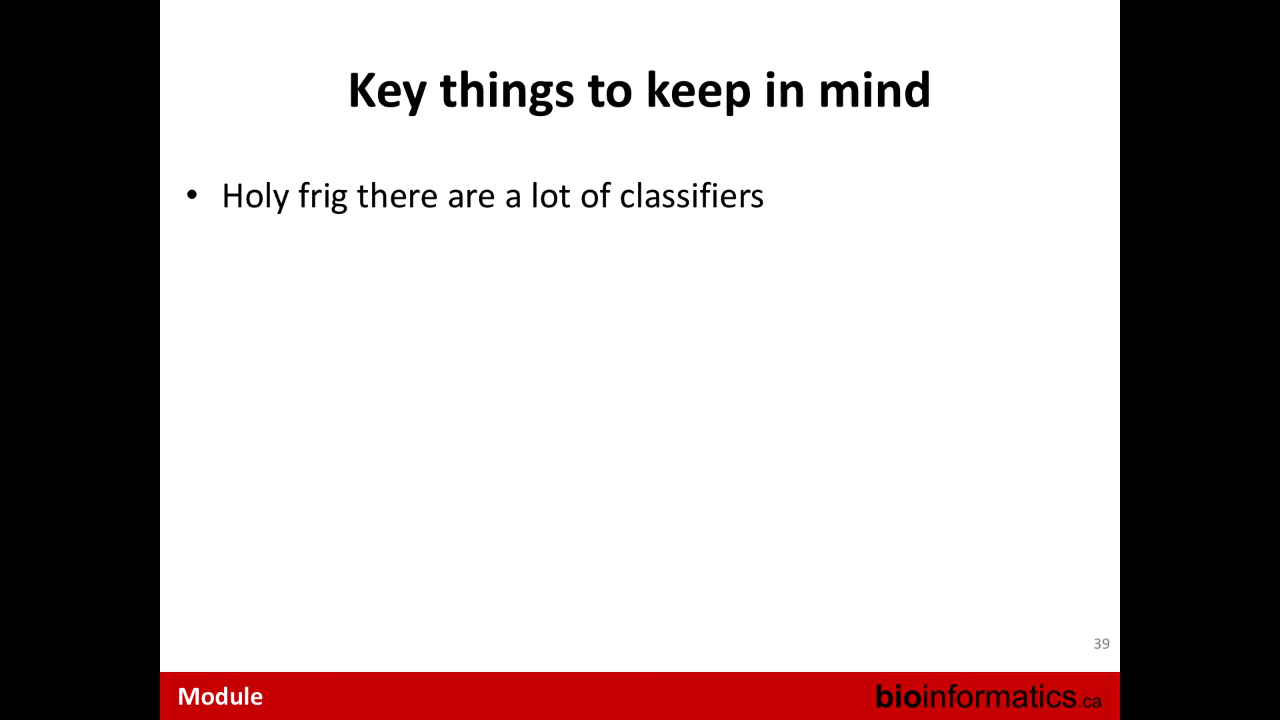 Key things to keep in mind
• Holy frig there are a lot of classifiers
39
Module
bioinformatics.ca